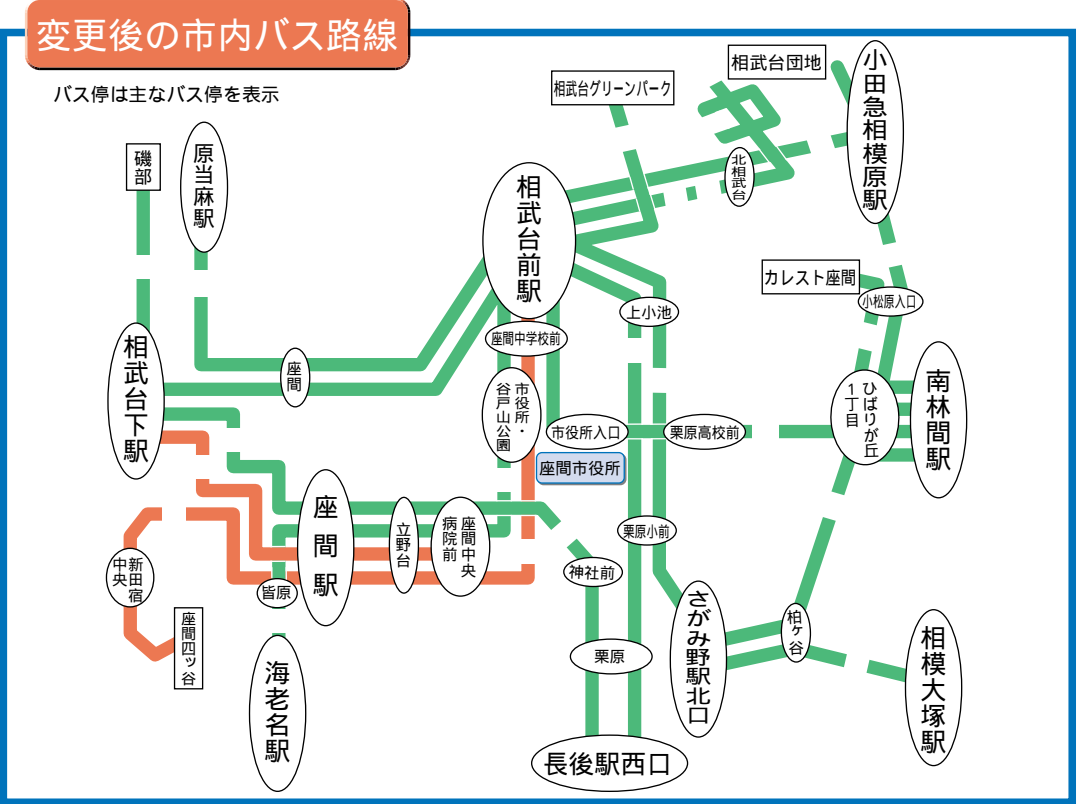 変更後の市内バス路線
バス停は主なバス停を表示
相武台団地
小田急相模原駅
相武台グリーンパーク
磯部
原当麻駅
北相武台
相武台前駅
カレスト座間
小松原入口
上小池
座間中学校前
相武台下駅
座間
市役所・
谷戸山公園
ひばりが丘
1丁目
南林間駅
市役所入口
栗原高校前
座間市役所
座間駅
立野台
座間中央
病院前
栗原小前
新田宿
中央
皆原
神社前
座間四ッ谷
さがみ野駅北口
柏ケ谷
相模大塚駅
栗原
海老名駅
長後駅西口